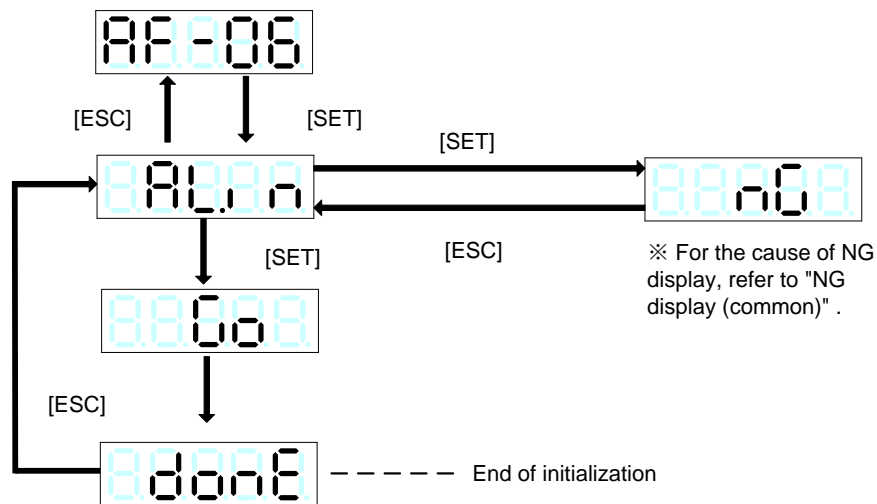 AF-06
[ESC]
[SET]
[SET]
AL. in
nG
[ESC]
[SET]
※ For the cause of NG
display, refer to "NG
display (common)" .
Go
[ESC]
donE
End of initialization